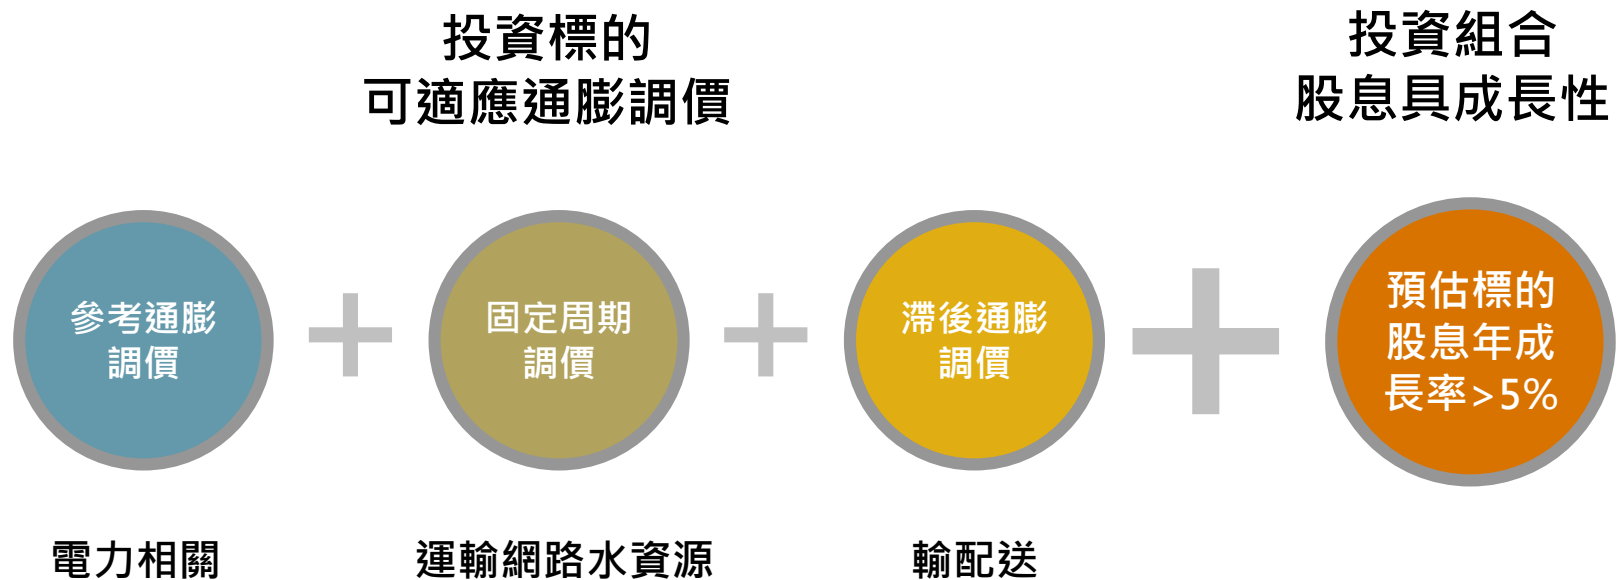 投資標的
可適應通膨調價
投資組合
股息具成長性
參考通膨
調價
固定周期
調價
滯後通膨
調價
預估標的
股息年成
長率>5%
電力相關
運輸網路水資源
輸配送